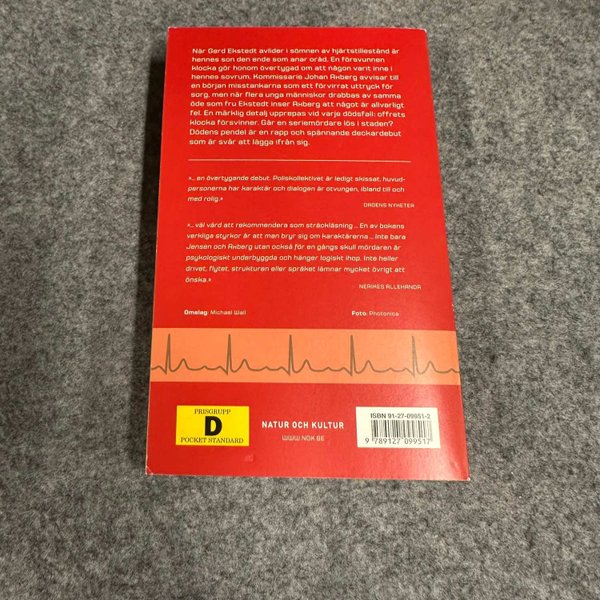 När Gerd Ekstedt avlider i sömnen av hjärtstillestånd är
hennes son den ende som anar oråd. En försvunnen
klocka gör honom övertygad om att någon varit inne i
hennes sovrum. Kommissarie Johan Axberg avvisar till
en början misstankarna som ett förvirrat uttryck för
sorg, men när flera unga människor drabbas av samma
öde som fru Ekstedt inser Axberg att något är allvarligt
fel. En märklig detalj upprepas vid varje dödsfall: offrets
klocka försvinner. Går en seriemördare lös i staden?
Dödens pendel är en rapp och spännande deckardebut
som är svår att lägga ifrån sig.
»… en övertygande debut. Poliskollektivet är ledigt skissat, huvud-
personerna har karaktär och dialogen är otvungen, ibland till och
med rolig.»
DAGENS NYHETER
»… väl värd att rekommendera som sträckläsning … En av bokens
verkliga styrkor är att man bryr sig om karaktärerna … Inte bara
Jensen och Axberg utan också för en gångs skull mördaren är
psykologiskt underbyggda och hänger logiskt ihop. Inte heller
drivet, flytet, strukturen eller språket lämnar mycket övrigt att
önska.»
NERIKES ALLEHANDA
Omslag: Michael Wall
Foto: Photonica
PRISGRUPP
D
POCKET STANDARD
NATUR OCH KULTUR
WWW.NOK.SE
ISBN 91-27-09951-2
9 789127 099517